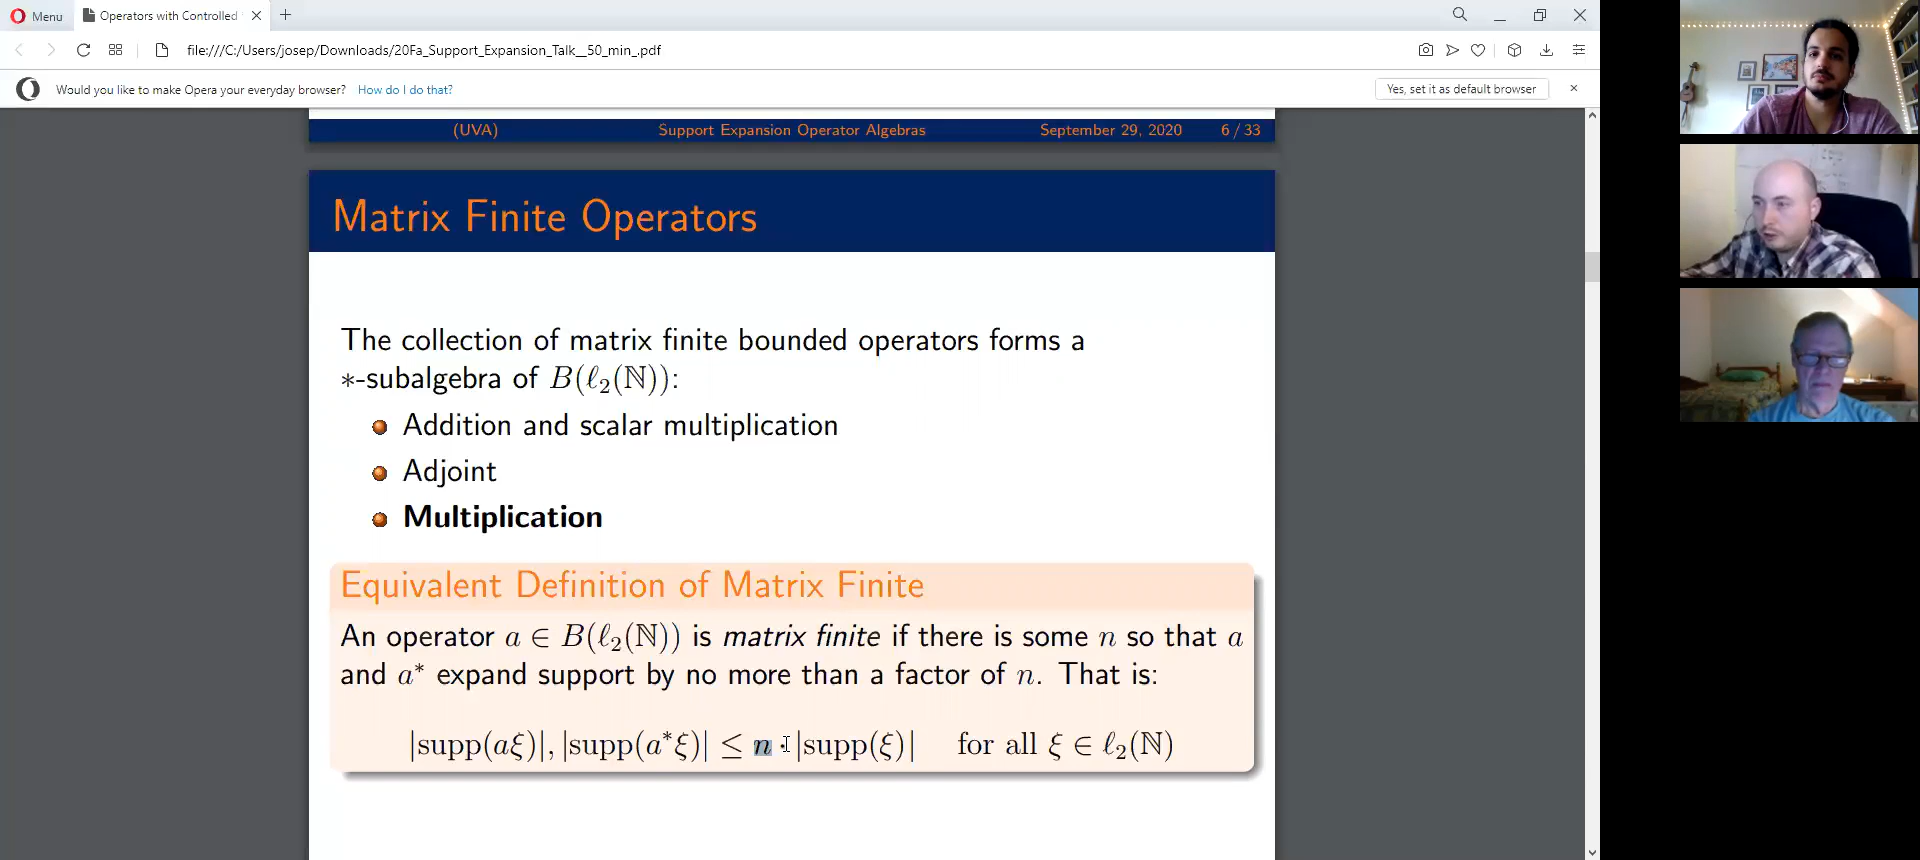 Menu
Operators with Controlled
file:///C:/Users/josep/Downloads/20Fa_Support_Expansion_Talk__50_min_.pdf
Would you like to make Opera your everyday browser? How do I do that?
Yes, set it as default browser
(UVA) Support Expansion Operator Algebras September 29, 2020 6 / 33
Matrix Finite Operators
The collection of matrix finite bounded operators forms a
∗-subalgebra of B(ℓ₂(ℕ)):
Addition and scalar multiplication
Adjoint
Multiplication
Equivalent Definition of Matrix Finite
An operator a ∈ B(ℓ₂(ℕ)) is matrix finite if there is some n so that a
and a* expand support by no more than a factor of n. That is:
|supp(aξ)|, |supp(a*ξ)| ≤ n · |supp(ξ)| for all ξ ∈ ℓ₂(ℕ)